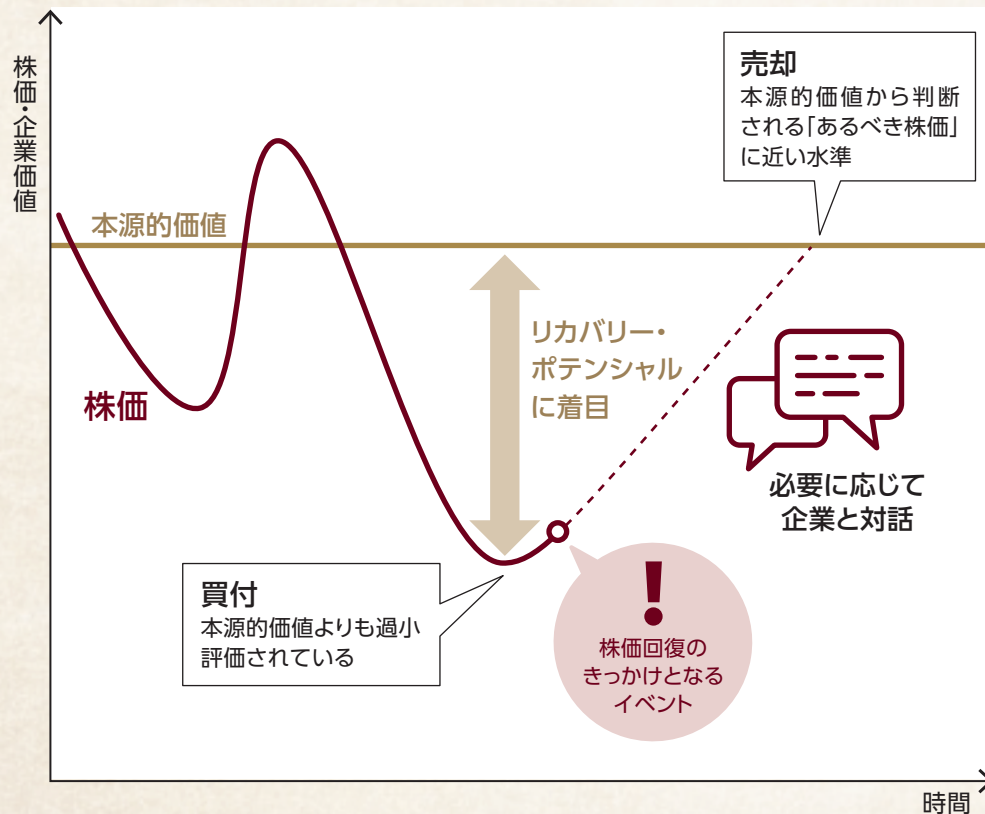 株価・企業価値
売却
本源的価値から判断
される「あるべき株価」
に近い水準
本源的価値
リカバリー・
ポテンシャル
に着目
株価
必要に応じて
企業と対話
買付
本源的価値よりも過小
評価されている
!
株価回復の
きっかけとなる
イベント
時間